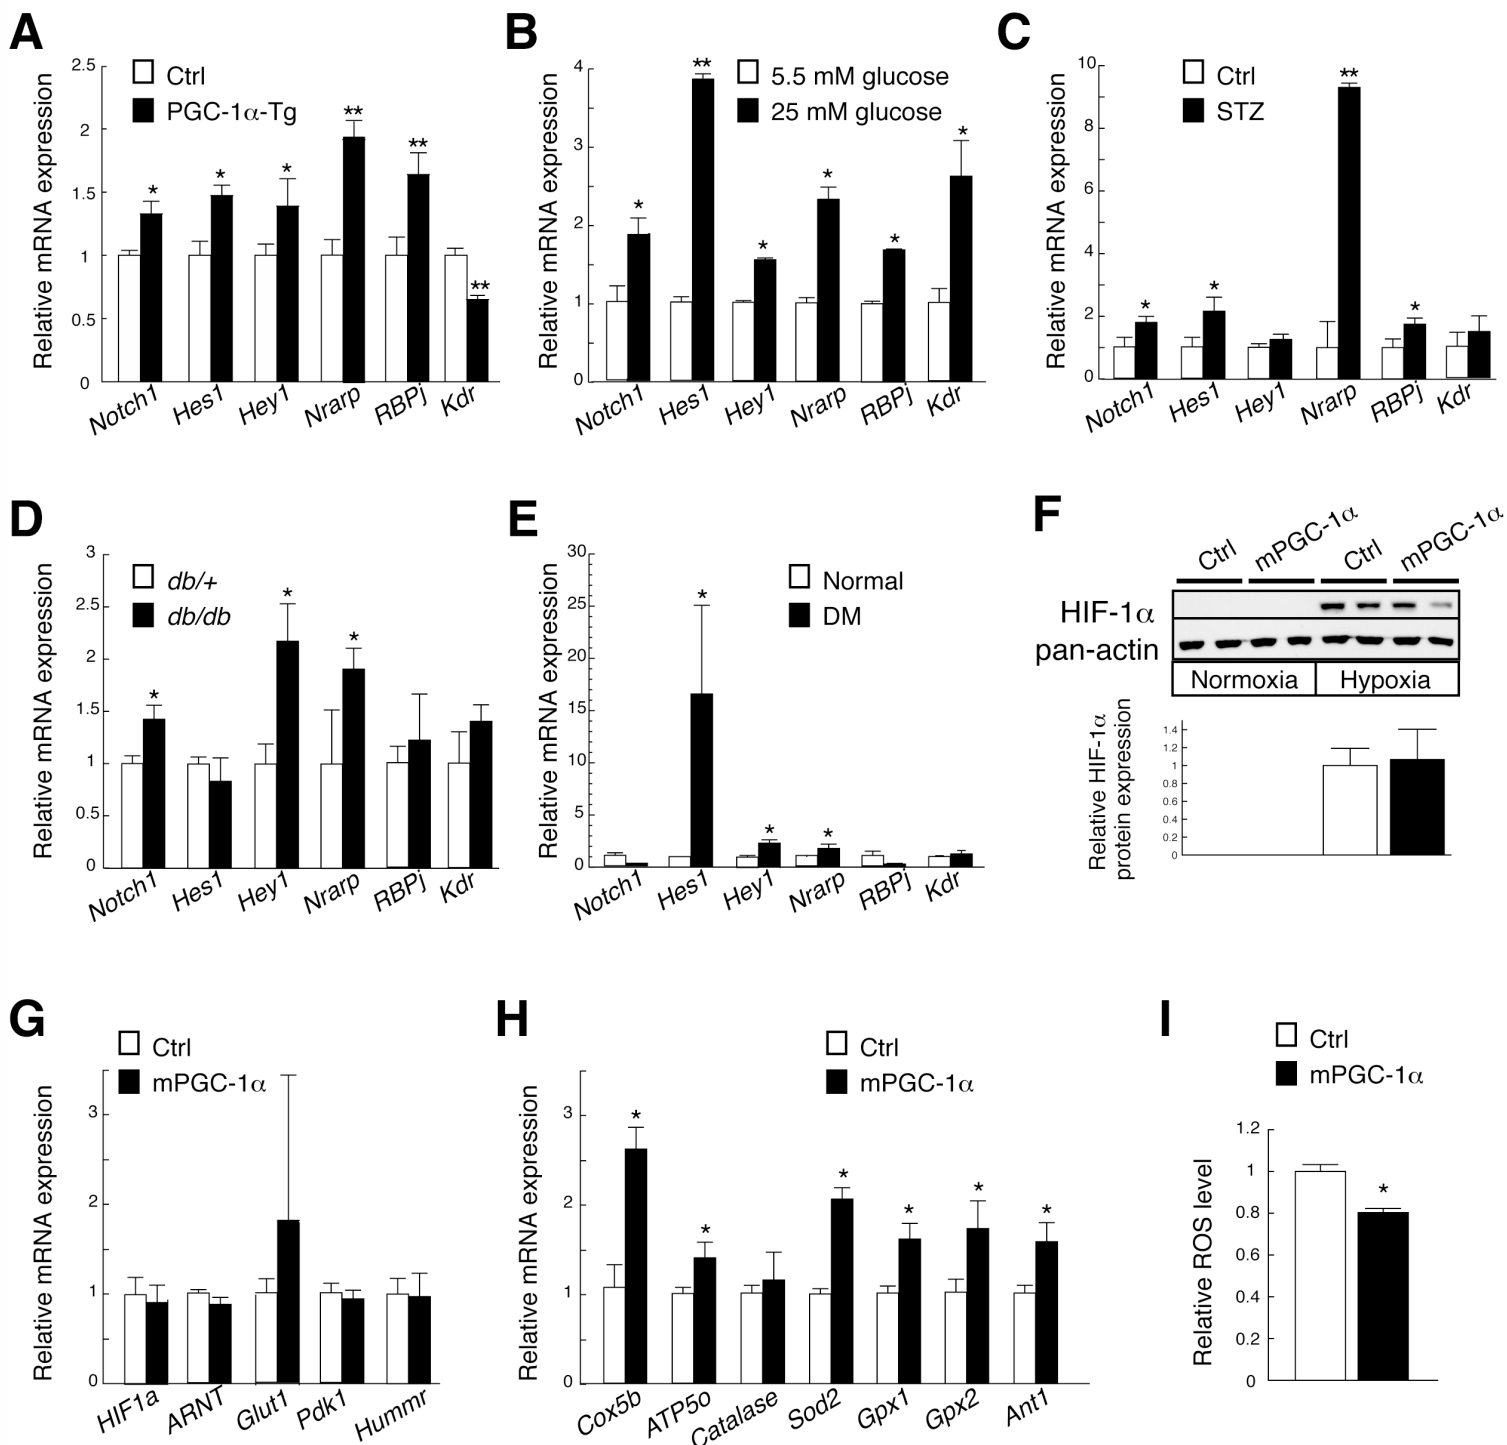 A
Ctrl
PGC-1α-Tg
Relative mRNA expression
2.5
2
1.5
1
0.5
0
* * * ** ** **
Notch1 Hes1 Hey1 Nrarp RBPj Kdr
B
5.5 mM glucose
25 mM glucose
Relative mRNA expression
4
3
2
1
0
* ** * * * *
Notch1 Hes1 Hey1 Nrarp RBPj Kdr
C
Ctrl
STZ
Relative mRNA expression
10
8
6
4
2
0
* * ** *
Notch1 Hes1 Hey1 Nrarp RBPj Kdr
D
db/+
db/db
Relative mRNA expression
3
2.5
2
1.5
1
0.5
0
* * *
Notch1 Hes1 Hey1 Nrarp RBPj Kdr
E
Normal
DM
Relative mRNA expression
30
25
20
15
10
5
0
* * *
Notch1 Hes1 Hey1 Nrarp RBPj Kdr
F
Ctrl mPGC-1α Ctrl mPGC-1α
HIF-1α
pan-actin
Normoxia Hypoxia
Relative HIF-1α
protein expression
1.4
1.2
1
0.8
0.6
0.4
0.2
0
G
Ctrl
mPGC-1α
Relative mRNA expression
3
2
1
0
HIF1a ARNT Glut1 Pdk1 Hummr
H
Ctrl
mPGC-1α
Relative mRNA expression
3
2
1
0
* * * * * *
Cox5b ATP5o Catalase Sod2 Gpx1 Gpx2 Ant1
I
Ctrl
mPGC-1α
Relative ROS level
1.2
1
0.8
0.6
0.4
0.2
0
*